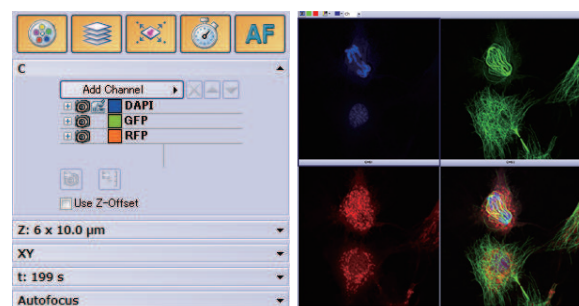 AF
C
Add Channel
DAPI
GFP
RFP
Use Z-Offset
Z: 6 x 10.0 µm
XY
t: 199 s
Autofocus